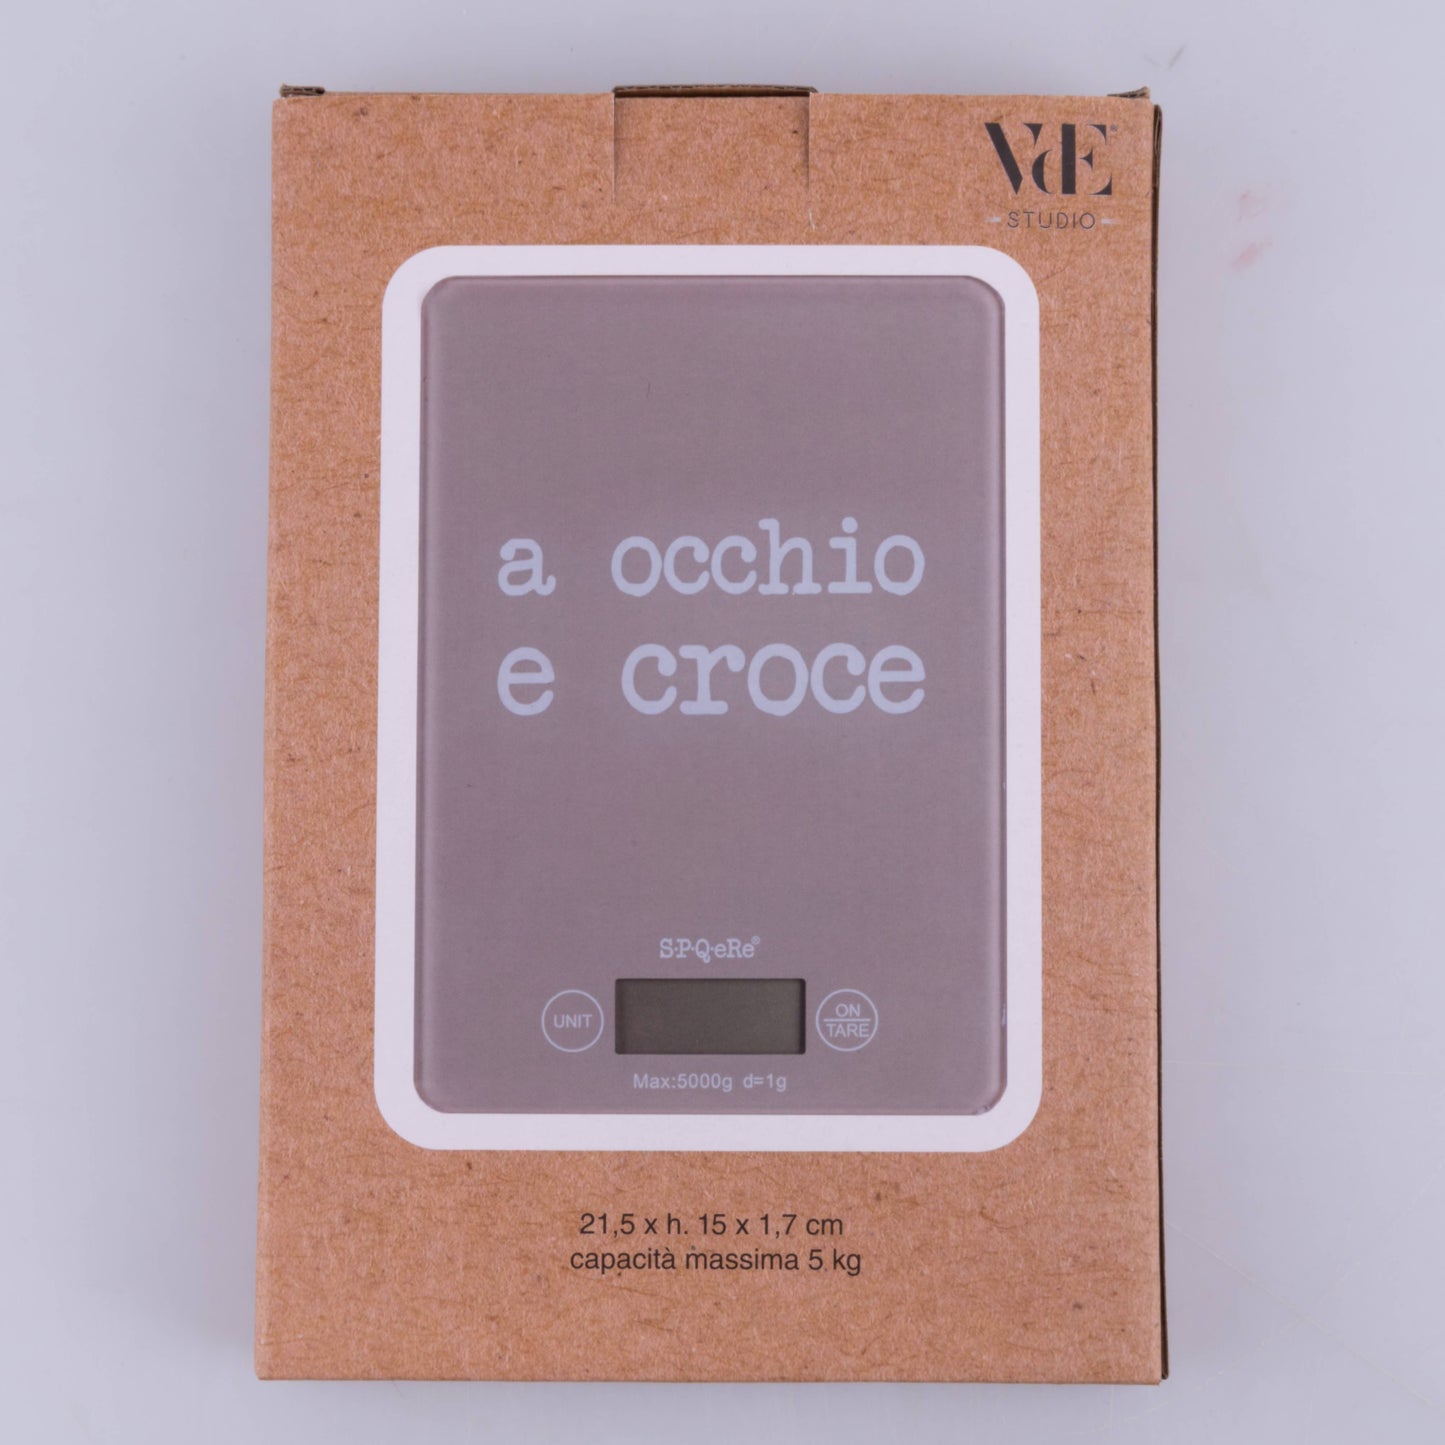 VdE®
STUDIO
a occhio
e croce
S·P·Q·eRe®
UNIT
ON
TARE
Max:5000g d=1g
21,5 x h. 15 x 1,7 cm
capacità massima 5 kg